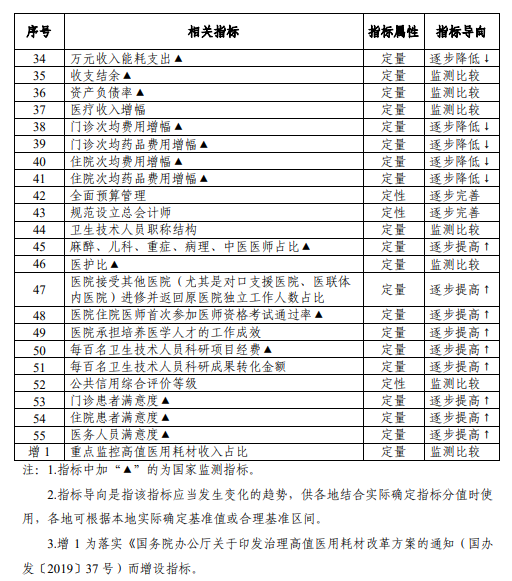 序号 相关指标 指标属性 指标导向
34 万元收入能耗支出▲ 定量 逐步降低↓
35 收支结余▲ 定量 监测比较
36 资产负债率▲ 定量 监测比较
37 医疗收入增幅 定量 监测比较
38 门诊次均费用增幅▲ 定量 逐步降低↓
39 门诊次均药品费用增幅▲ 定量 逐步降低↓
40 住院次均费用增幅▲ 定量 逐步降低↓
41 住院次均药品费用增幅▲ 定量 逐步降低↓
42 全面预算管理 定性 逐步完善
43 规范设立总会计师 定性 逐步完善
44 卫生技术人员职称结构 定量 监测比较
45 麻醉、儿科、重症、病理、中医医师占比▲ 定量 逐步提高↑
46 医护比▲ 定量 监测比较
47 医院接受其他医院（尤其是对口支援医院、医联体
内医院）进修并返回原医院独立工作人数占比 定量 逐步提高↑
48 医院住院医师首次参加医师资格考试通过率▲ 定量 逐步提高↑
49 医院承担培养医学人才的工作成效 定量 逐步提高↑
50 每百名卫生技术人员科研项目经费▲ 定量 逐步提高↑
51 每百名卫生技术人员科研成果转化金额 定量 逐步提高↑
52 公共信用综合评价等级 定性 监测比较
53 门诊患者满意度▲ 定量 逐步提高↑
54 住院患者满意度▲ 定量 逐步提高↑
55 医务人员满意度▲ 定量 逐步提高↑
增 1 重点监控高值医用耗材收入占比 定量 监测比较
注：1.指标中加“▲”的为国家监测指标。
2.指标导向是指该指标应当发生变化的趋势，供各地结合实际确定指标分值时使
用，各地可根据本地实际确定基准值或合理基准区间。
3.增 1 为落实《国务院办公厅关于印发治理高值医用耗材改革方案的通知（国办
发〔2019〕37 号）而增设指标。